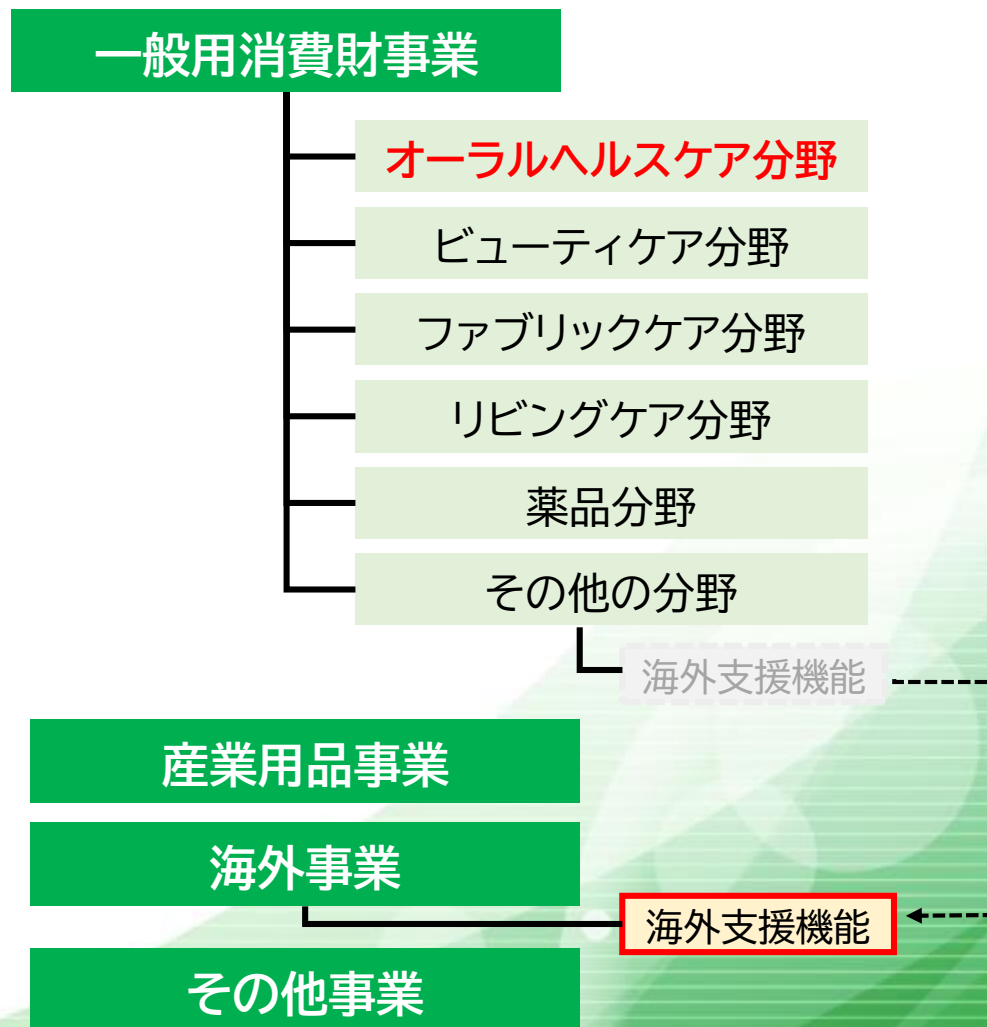 一般用消費財事業
オーラルヘルスケア分野
ビューティケア分野
ファブリックケア分野
リビングケア分野
薬品分野
その他の分野
海外支援機能
産業用品事業
海外事業
海外支援機能
その他事業